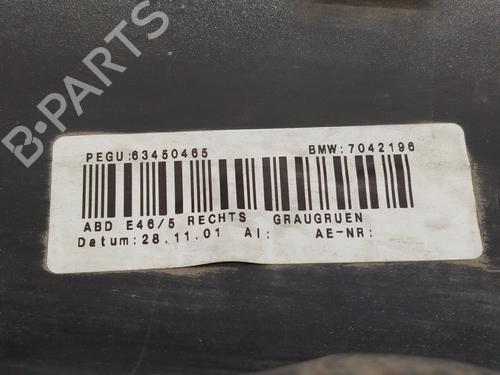 B-PARTS
PEGU:63450465 BMW:7042196
ABD E46/5 RECHTS GRAUGRUEN
Datum:28.11.01 AI: AE-NR: